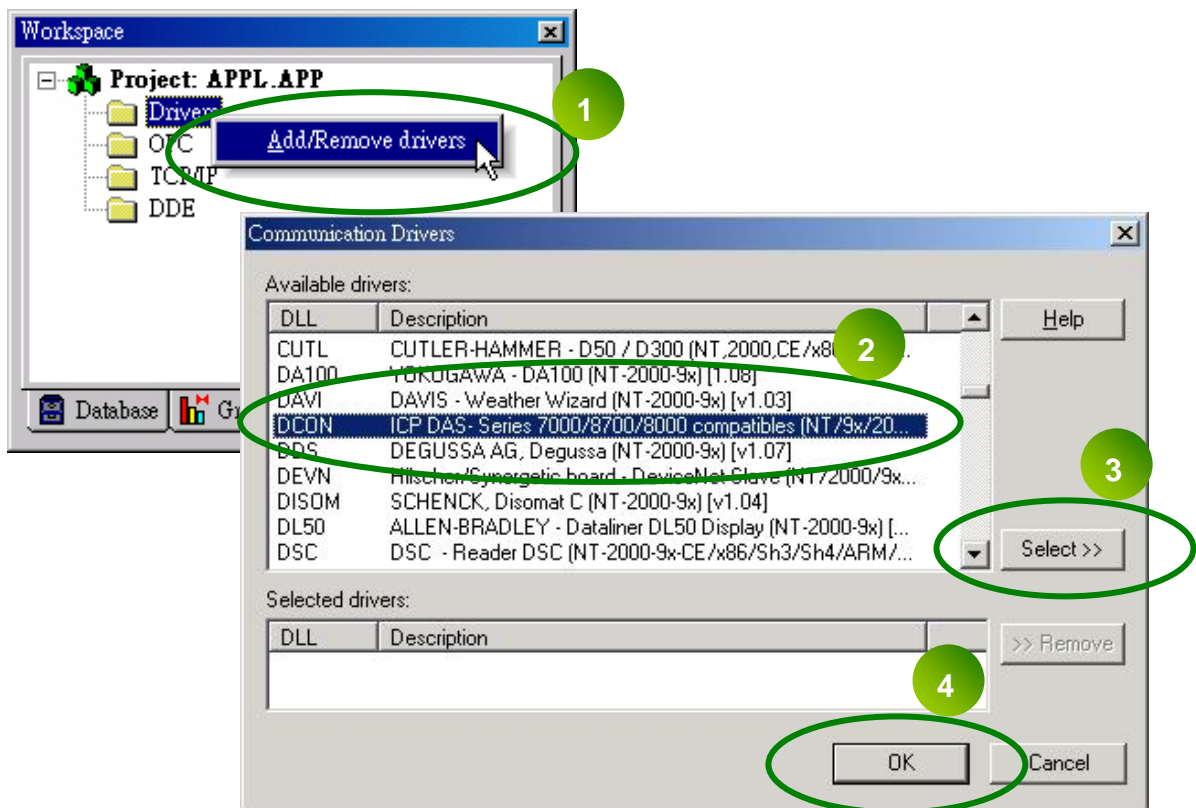 Workspace
Project: APPL.APP
Drivers
Add/Remove drivers
1
OPC
TCP/IP
DDE
Database
Communication Drivers
Available drivers:
Help
DLL Description
2
CUTL CUTLER-HAMMER - D50 / D300 (NT,2000,CE/x8
DA100 YOKOGAWA - DA100 (NT-2000-9x) [1.08]
DAVI DAVIS - Weather Wizard (NT-2000-9x) [v1.03]
DCON ICP DAS- Series 7000/8700/8000 compatibles (NT/9x/20...
DDS DEGUSSA AG, Degussa (NT-2000-9x) [v1.07]
DEVN Hilscher/Synergetic board - DeviceNet Slave (NT/2000/9x...
DISOM SCHENCK, Disomat C (NT-2000-9x) [v1.04]
DL50 ALLEN-BRADLEY - Dataliner DL50 Display (NT-2000-9x) [...
DSC DSC - Reader DSC (NT-2000-9x-CE/x86/Sh3/Sh4/ARM/...
3
Select >>
Selected drivers:
DLL Description
>> Remove
4
OK
Cancel